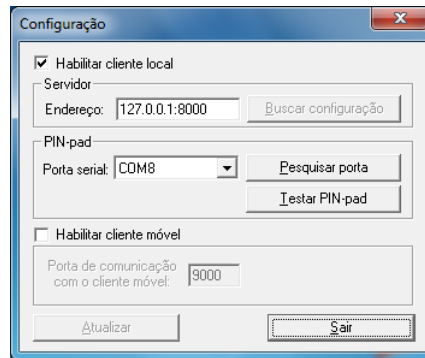 Configuração
Habilitar cliente local
Servidor
Endereço: 127.0.0.1:8000 Buscar configuração
PIN-pad
Porta serial: COM8 Pesquisar porta
Testar PIN-pad
Habilitar cliente móvel
Porta de comunicação
com o cliente móvel: 9000
Atualizar Sair